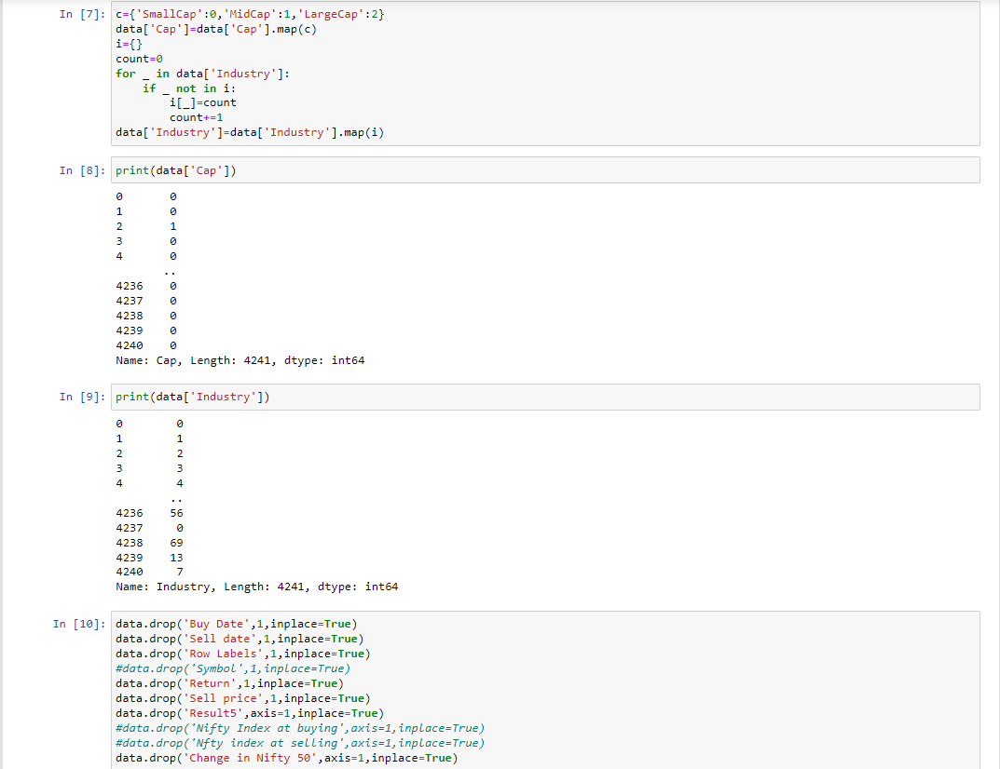 In [7]: c={'SmallCap':0,'MidCap':1,'LargeCap':2}
data['Cap']=data['Cap'].map(c)
i={}
count=0
for _ in data['Industry']:
    if _ not in i:
        i[_]=count
        count+=1
data['Industry']=data['Industry'].map(i)
In [8]: print(data['Cap'])
0       0
1       0
2       1
3       0
4       0
       ..
4236    0
4237    0
4238    0
4239    0
4240    0
Name: Cap, Length: 4241, dtype: int64
In [9]: print(data['Industry'])
0        0
1        1
2        2
3        3
4        4
        ..
4236    56
4237     0
4238    69
4239    13
4240     7
Name: Industry, Length: 4241, dtype: int64
In [10]: data.drop('Buy Date',1,inplace=True)
data.drop('Sell date',1,inplace=True)
data.drop('Row Labels',1,inplace=True)
#data.drop('Symbol',1,inplace=True)
data.drop('Return',1,inplace=True)
data.drop('Sell price',1,inplace=True)
data.drop('Result5',axis=1,inplace=True)
#data.drop('Nifty Index at buying',axis=1,inplace=True)
#data.drop('Nfty index at selling',axis=1,inplace=True)
data.drop('Change in Nifty 50',axis=1,inplace=True)